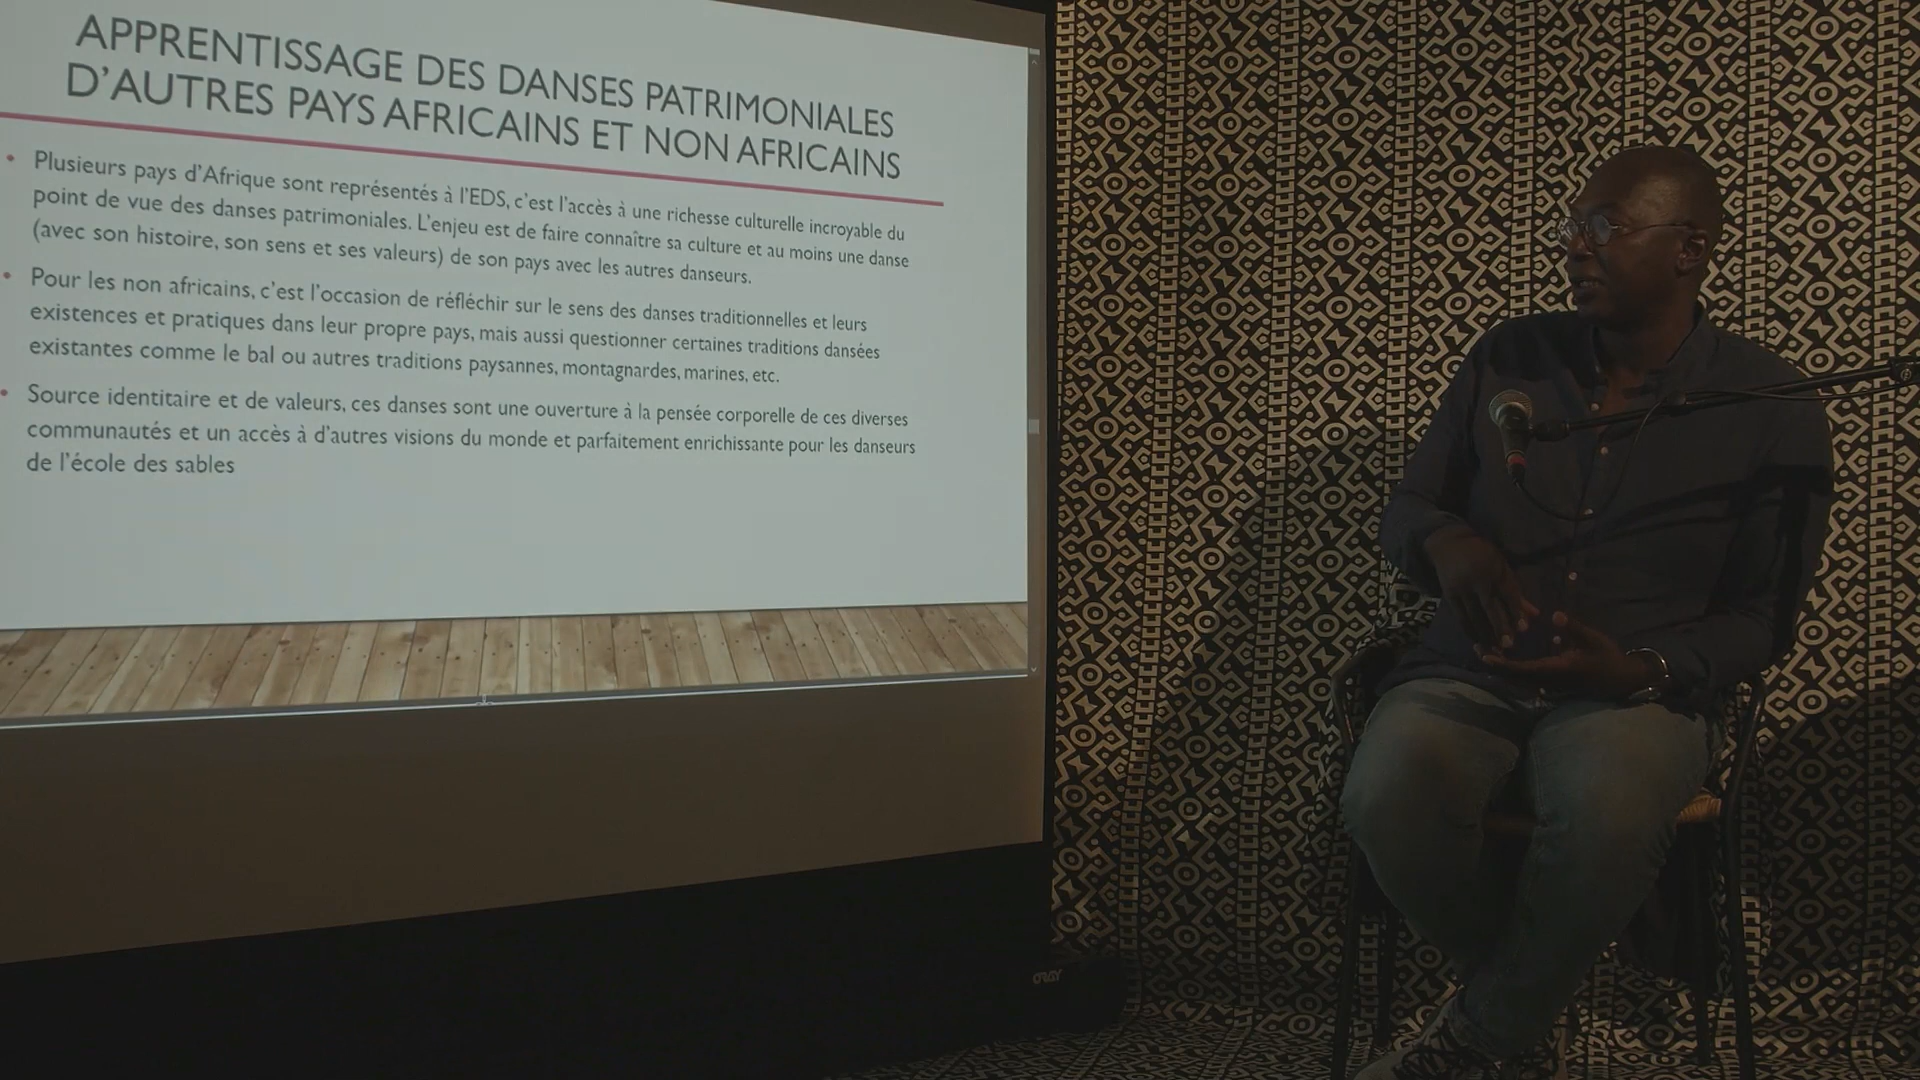 APPRENTISSAGE DES DANSES PATRIMONIALES
D'AUTRES PAYS AFRICAINS ET NON AFRICAINS
• Plusieurs pays d'Afrique sont représentés à l'EDS, c'est l'accès à une richesse culturelle incroyable du
point de vue des danses patrimoniales. L'enjeu est de faire connaître sa culture et au moins une danse
(avec son histoire, son sens et ses valeurs) de son pays avec les autres danseurs.
• Pour les non africains, c'est l'occasion de réfléchir sur le sens des danses traditionnelles et leurs
existences et pratiques dans leur propre pays, mais aussi questionner certaines traditions dansées
existantes comme le bal ou autres traditions paysannes, montagnardes, marines, etc.
• Source identitaire et de valeurs, ces danses sont une ouverture à la pensée corporelle de ces diverses
communautés et un accès à d'autres visions du monde et parfaitement enrichissante pour les danseurs
de l'école des sables